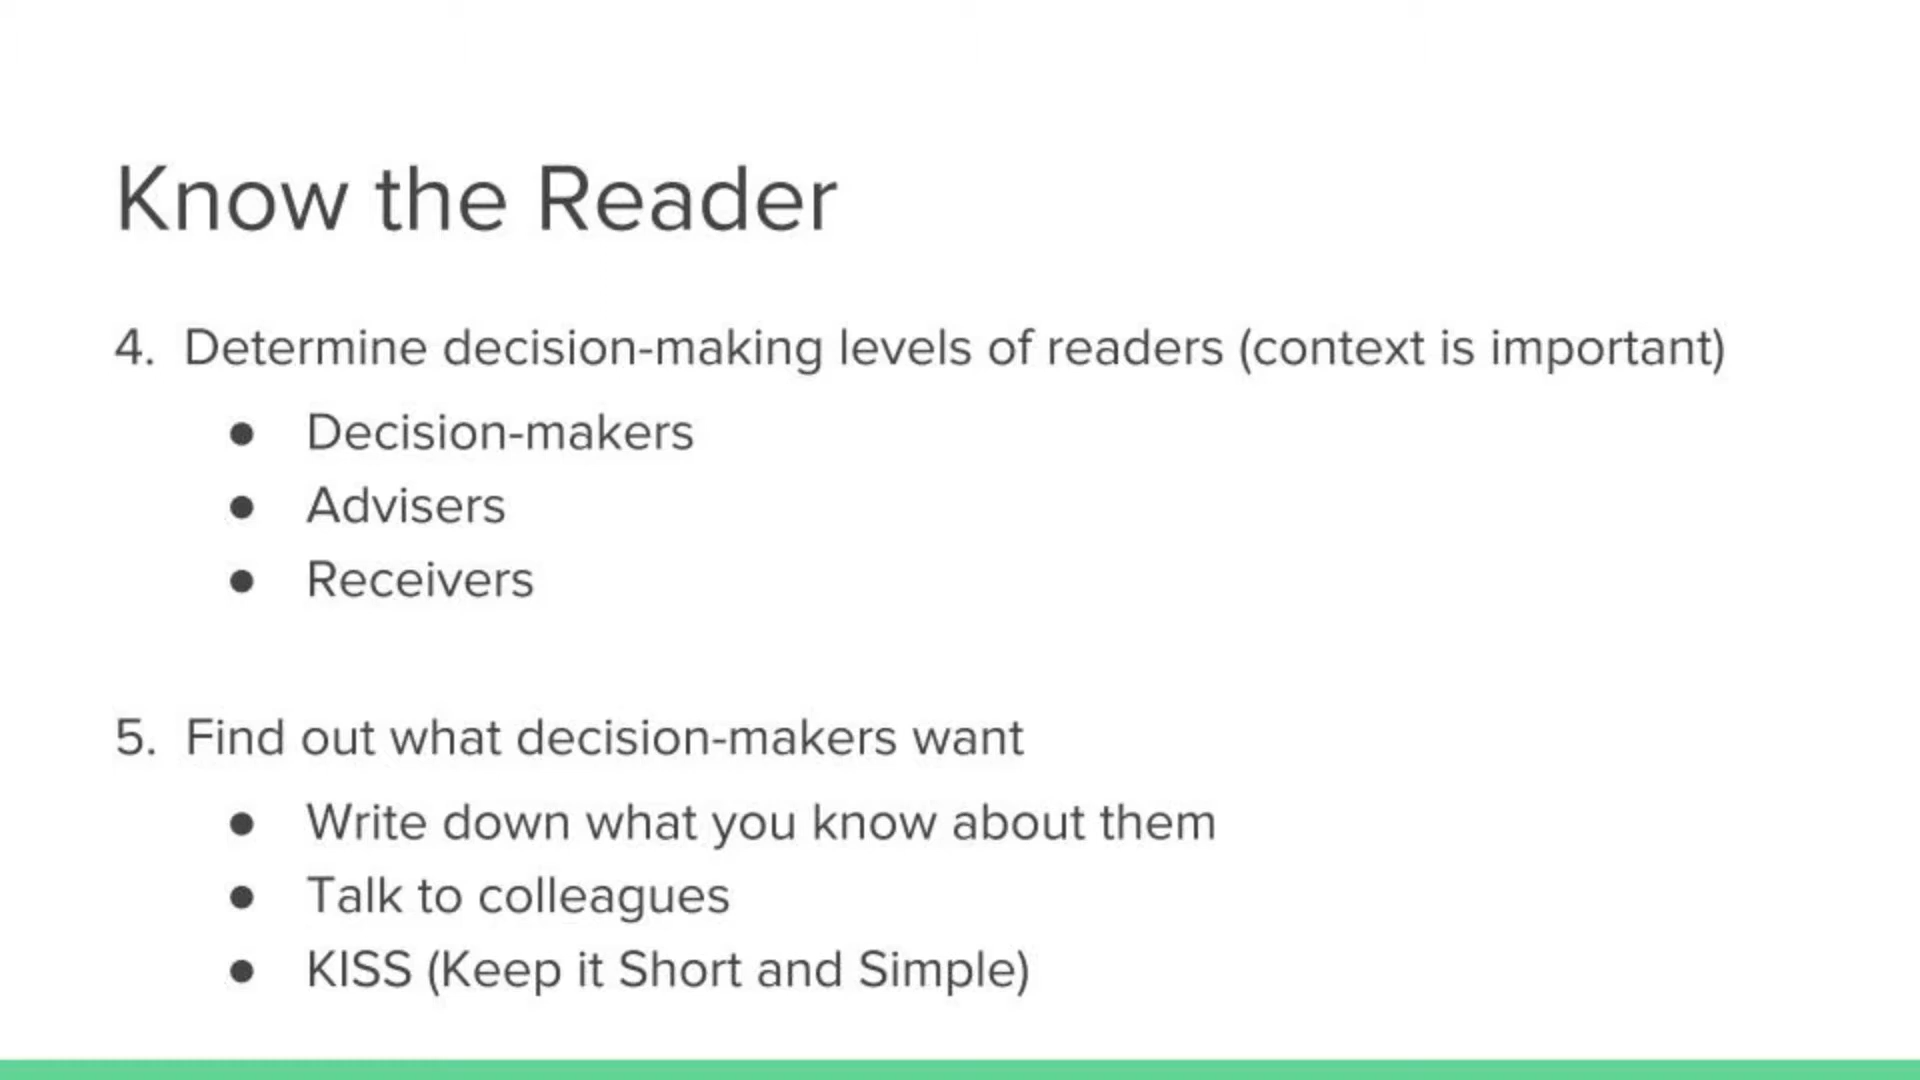 Know the Reader
4. Determine decision-making levels of readers (context is important)
● Decision-makers
● Advisers
● Receivers
5. Find out what decision-makers want
● Write down what you know about them
● Talk to colleagues
● KISS (Keep it Short and Simple)